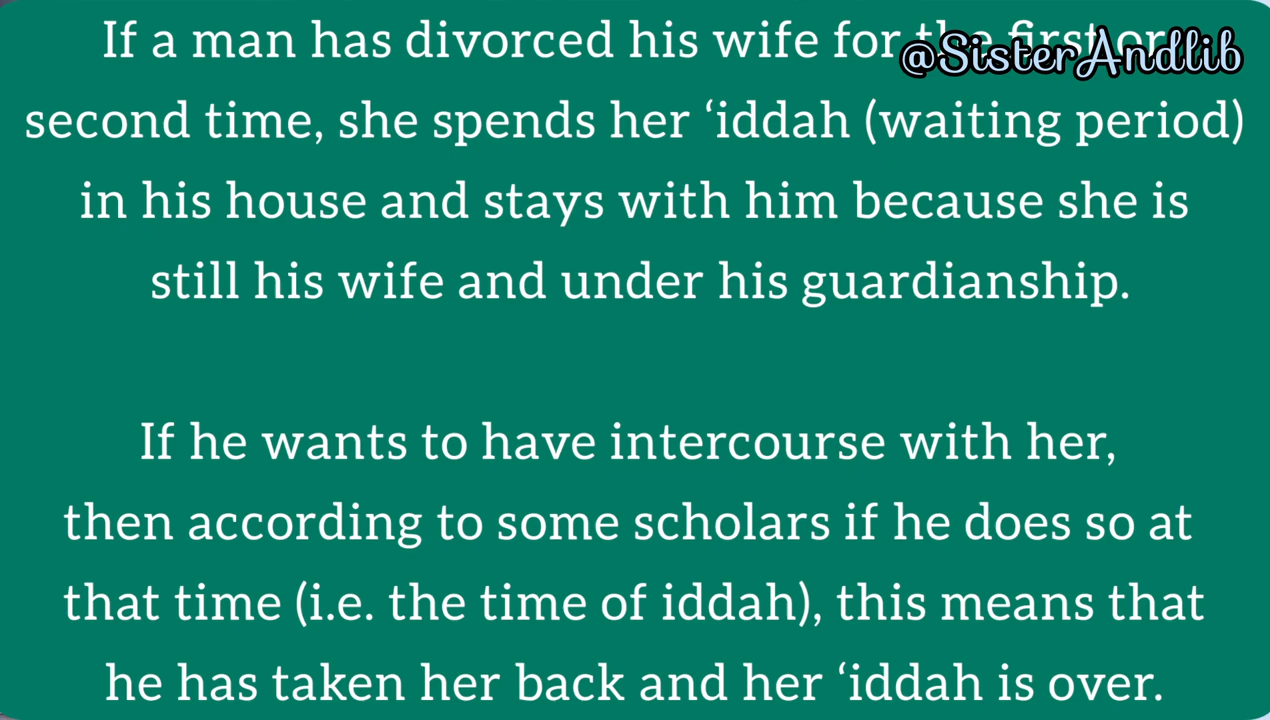 If a man has divorced his wife for the first or
@SisterAndlib
second time, she spends her ‘iddah (waiting period)
in his house and stays with him because she is
still his wife and under his guardianship.
If he wants to have intercourse with her,
then according to some scholars if he does so at
that time (i.e. the time of iddah), this means that
he has taken her back and her ‘iddah is over.